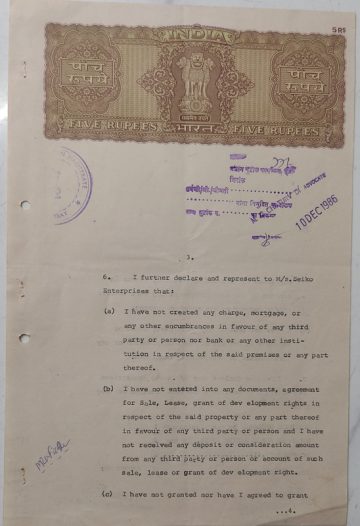 5RS
INDIA
पाँच
रुपये
पाँच
रुपये
सत्यमेव जयते
FIVE RUPEES
भारत
FIVE RUPEES
ADVOCATE
10 DEC 1986
3.
6. I further declare and represent to M/s.Seiko
Enterprises that:
(a) I have not created any charge, mortgage, or
any other encumbrances in favour of any third
party or person nor bank or any other insti-
tution in respect of the said premises or any part
thereof.
(b) I have not entered into any documents, agreement
for Sale, Lease, grant of dev elopment rights in
respect of the said property or any part thereof
in favour of any third party or person and I have
not received any deposit or consideration amount
from any third party or person or account of such
sale, lease or grant of dev elopment right.
(c) I have not granted nor have I agreed to grant
...4.